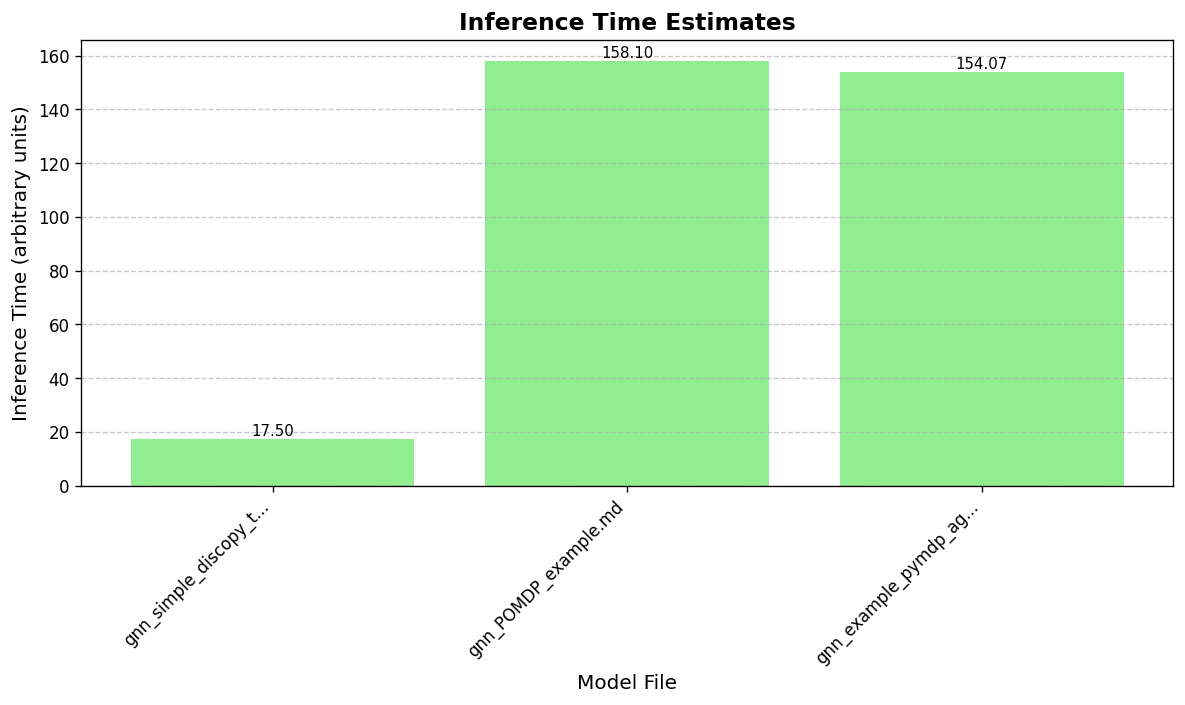 Inference Time Estimates
Inference Time (arbitrary units)
160
140
120
100
80
60
40
20
0
17.50
158.10
154.07
gnn_simple_discopy_t...
gnn_POMDP_example.md
gnn_example_pymdp_ag...
Model File